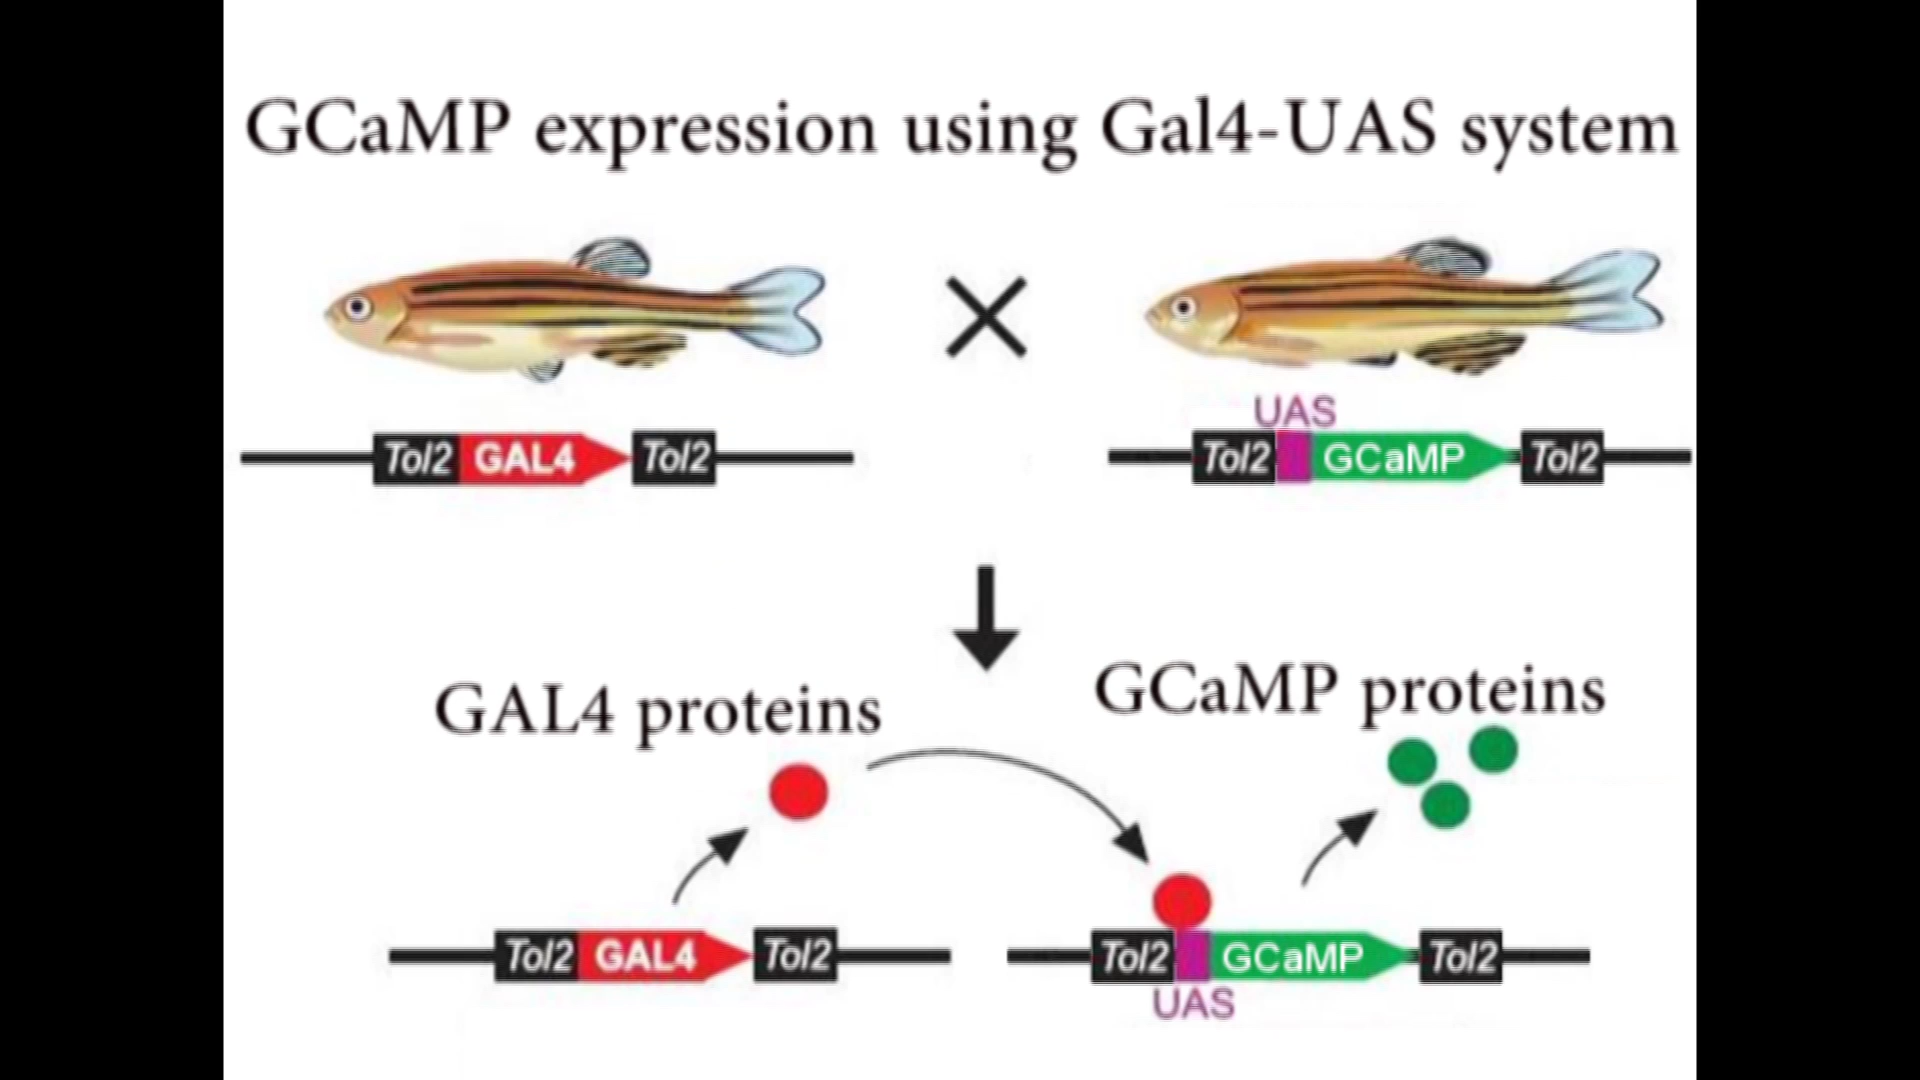 GCaMP expression using Gal4-UAS system
UAS
Tol2 GAL4 Tol2
Tol2 GCaMP Tol2
GAL4 proteins
GCaMP proteins
Tol2 GAL4 Tol2
Tol2 GCaMP Tol2
UAS